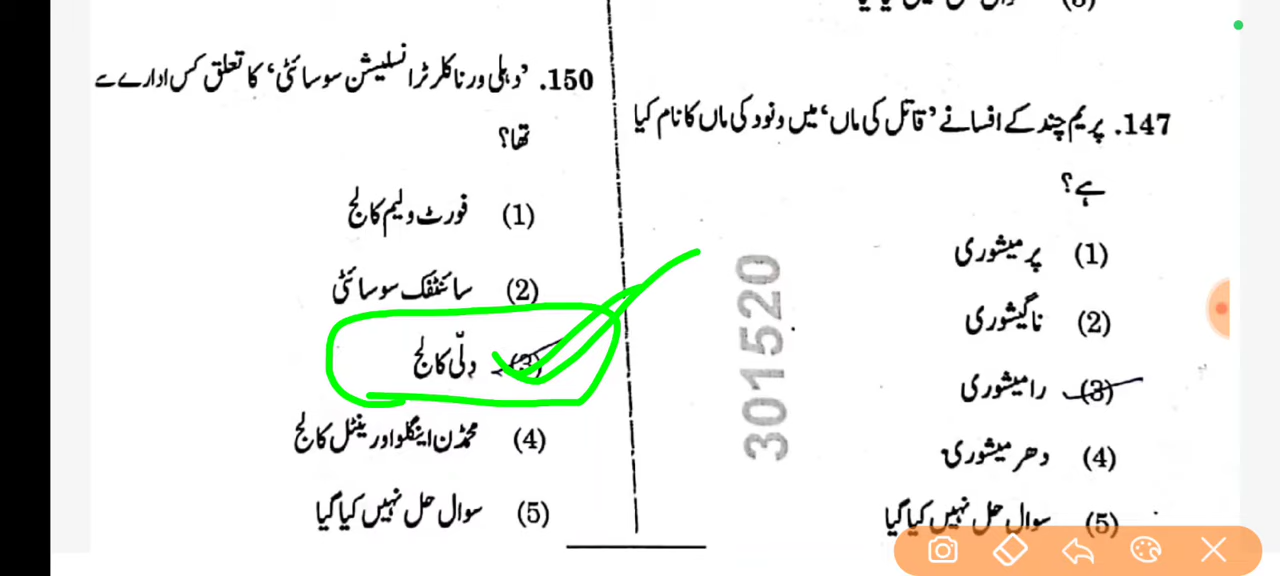 147. پریم چند کے افسانے ’قاتل کی ماں‘ میں ونود کی ماں کا نام کیا
ہے؟
(1) پرمیشوری
(2) ناگیشوری
(3) رامیشوری
(4) دھرمیشوری
(5) سوال حل نہیں کیا گیا
301520
150. ’دہلی ورناکلر ٹرانسلیشن سوسائٹی‘ کا تعلق کس ادارے سے
تھا؟
(1) فورٹ ولیم کالج
(2) سائنٹفک سوسائٹی
(3) دلّی کالج
(4) محمڈن اینگلو اورینٹل کالج
(5) سوال حل نہیں کیا گیا